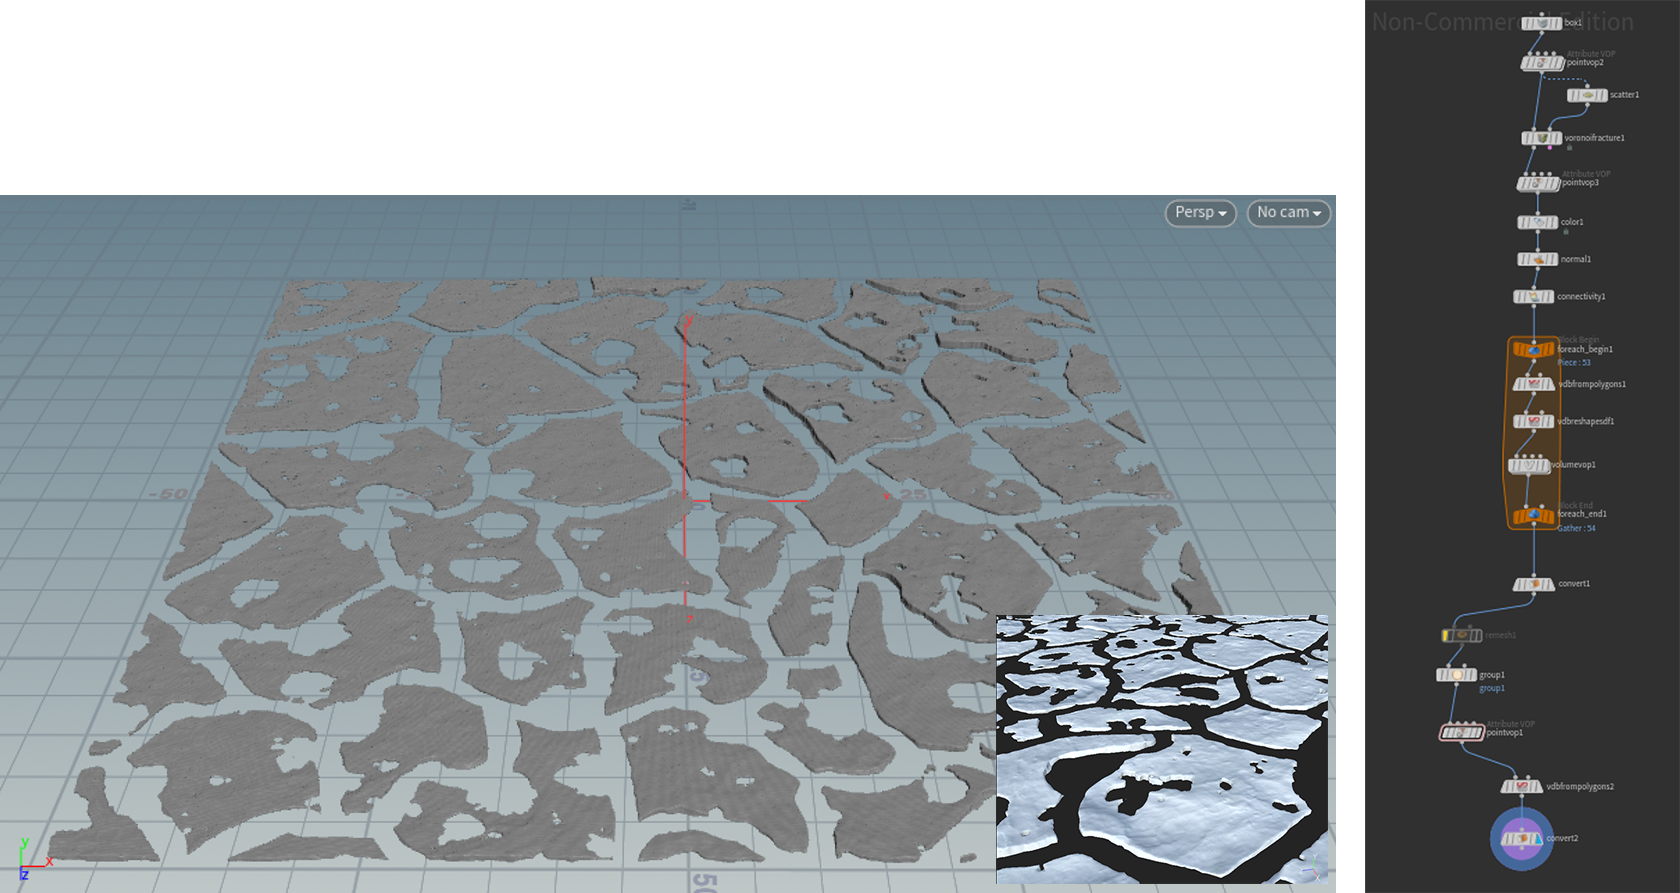 Non-Commercial Edition
box1
Attribute VOP
pointvop2
scatter1
voronoifracture1
Attribute VOP
pointvop3
color1
normal1
connectivity1
Block Begin
foreach_begin1
Piece : 53
vdbfrompolygons1
vdbreshapesdf1
volumevop1
Block End
foreach_end1
Gather : 54
convert1
remesh1
group1
group1
Attribute VOP
pointvop1
vdbfrompolygons2
convert2
Persp
No cam
y
-50
25
x
z
50
y
x
z